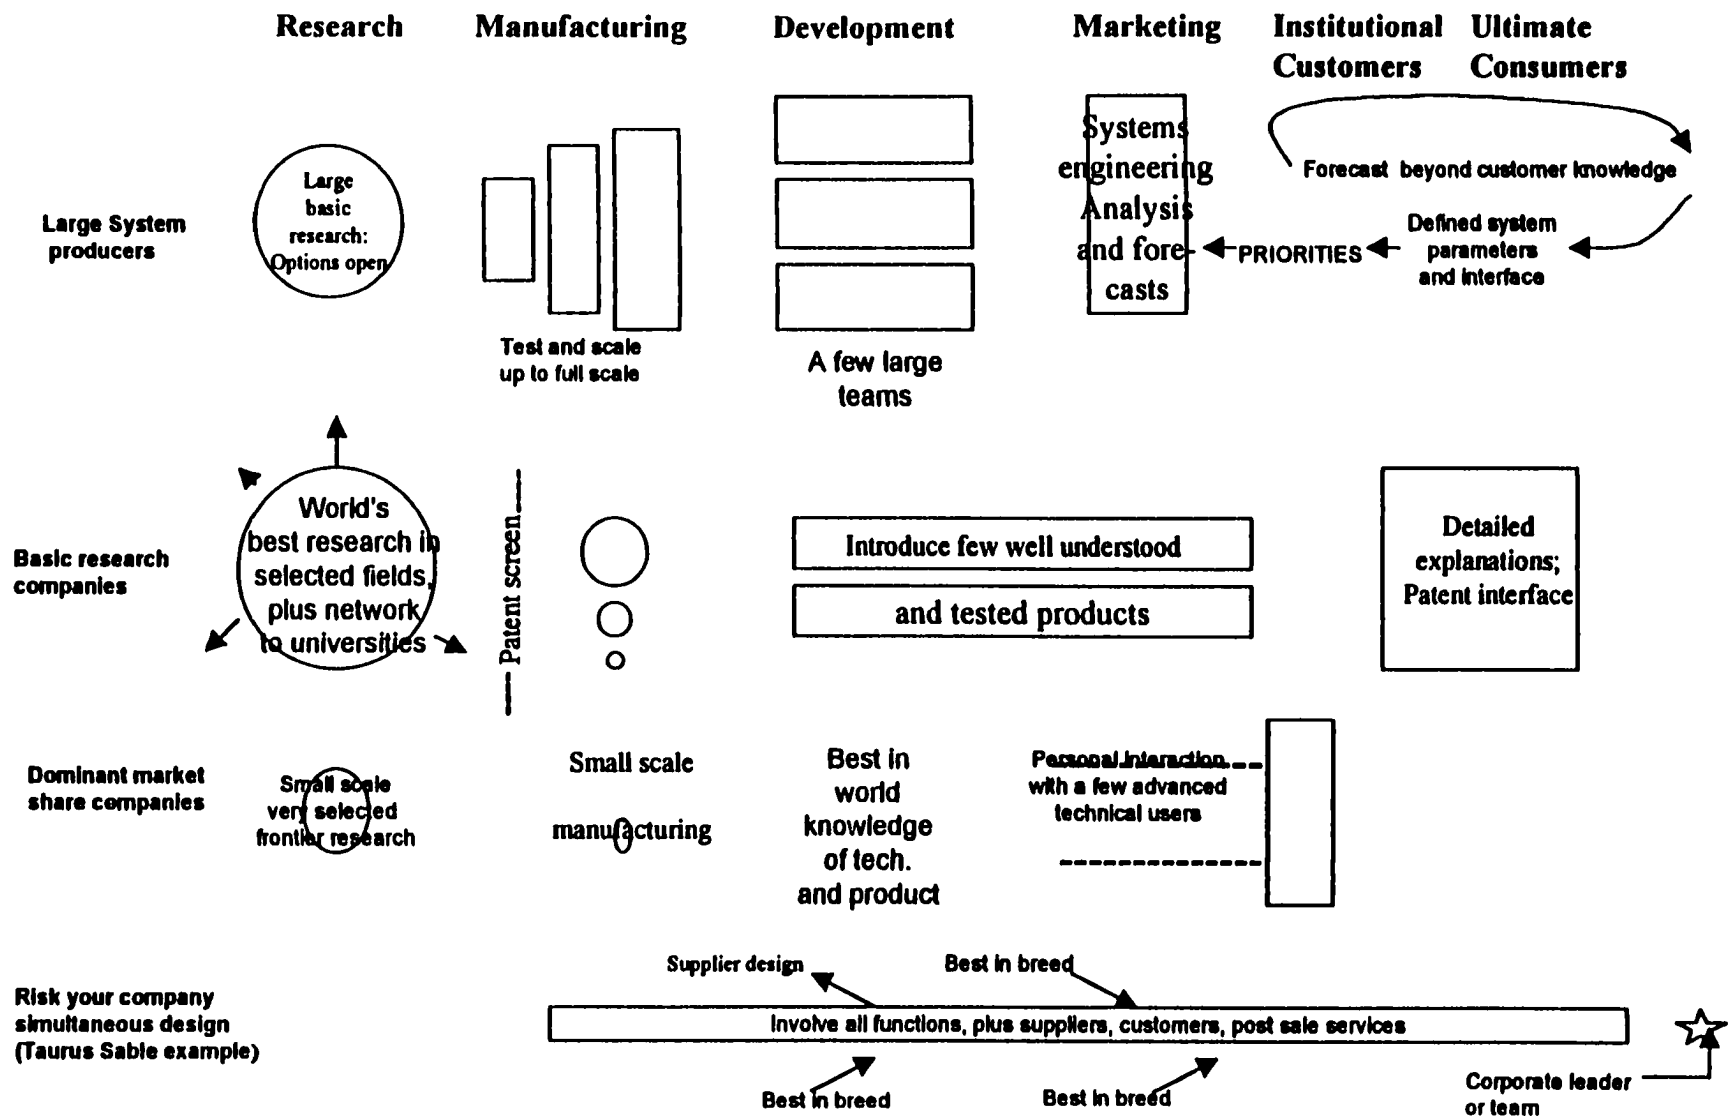 Research Manufacturing Development Marketing Institutional Ultimate
Customers Consumers
Large System
producers
Large
basic
research:
Options open
Test and scale
up to full scale
A few large
teams
Systems
engineering
Analysis
and fore-
casts
Forecast beyond customer knowledge
PRIORITIES
Defined system
parameters
and interface
Basic research
companies
World's
best research in
selected fields,
plus network
to universities
Patent screen
Introduce few well understood
and tested products
Detailed
explanations;
Patent interface
Dominant market
share companies
Small scale
very selected
frontier research
Small scale
manufacturing
Best in
world
knowledge
of tech.
and product
Personal interaction
with a few advanced
technical users
Risk your company
simultaneous design
(Taurus Sable example)
Supplier design
Best in breed
Involve all functions, plus suppliers, customers, post sale services
Best in breed
Best in breed
Corporate leader
or team